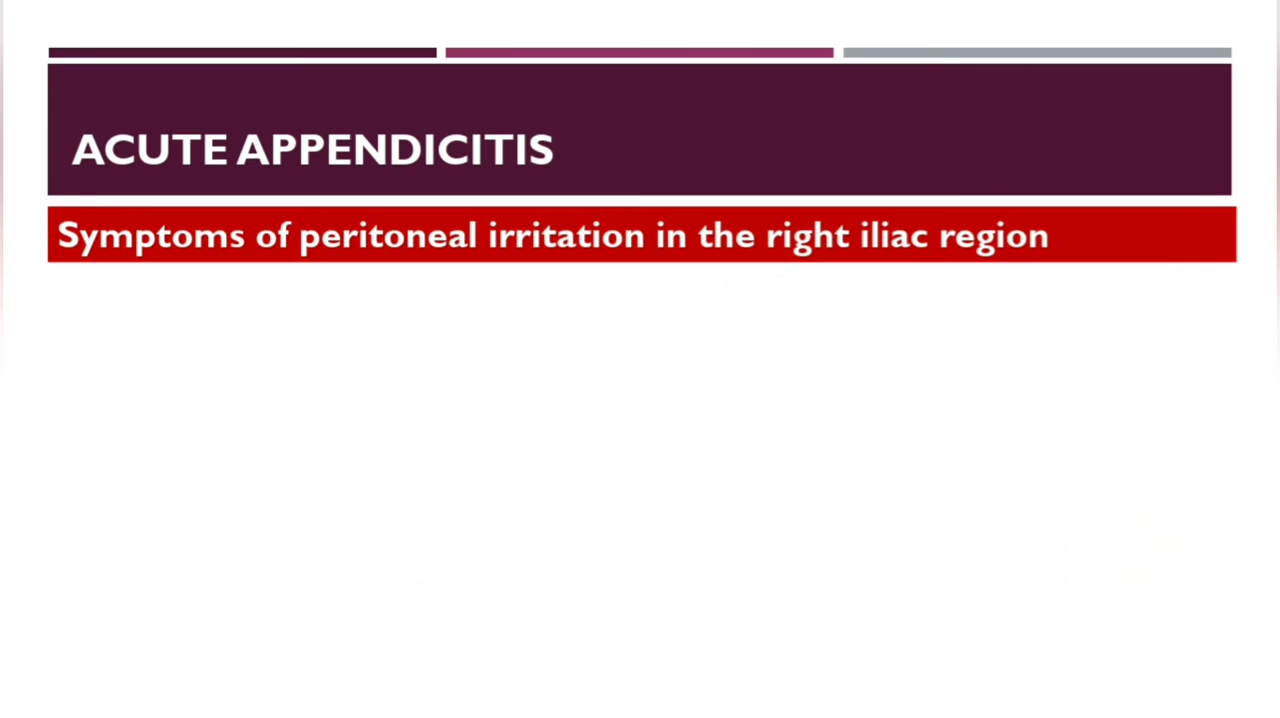 ACUTE APPENDICITIS
Symptoms of peritoneal irritation in the right iliac region